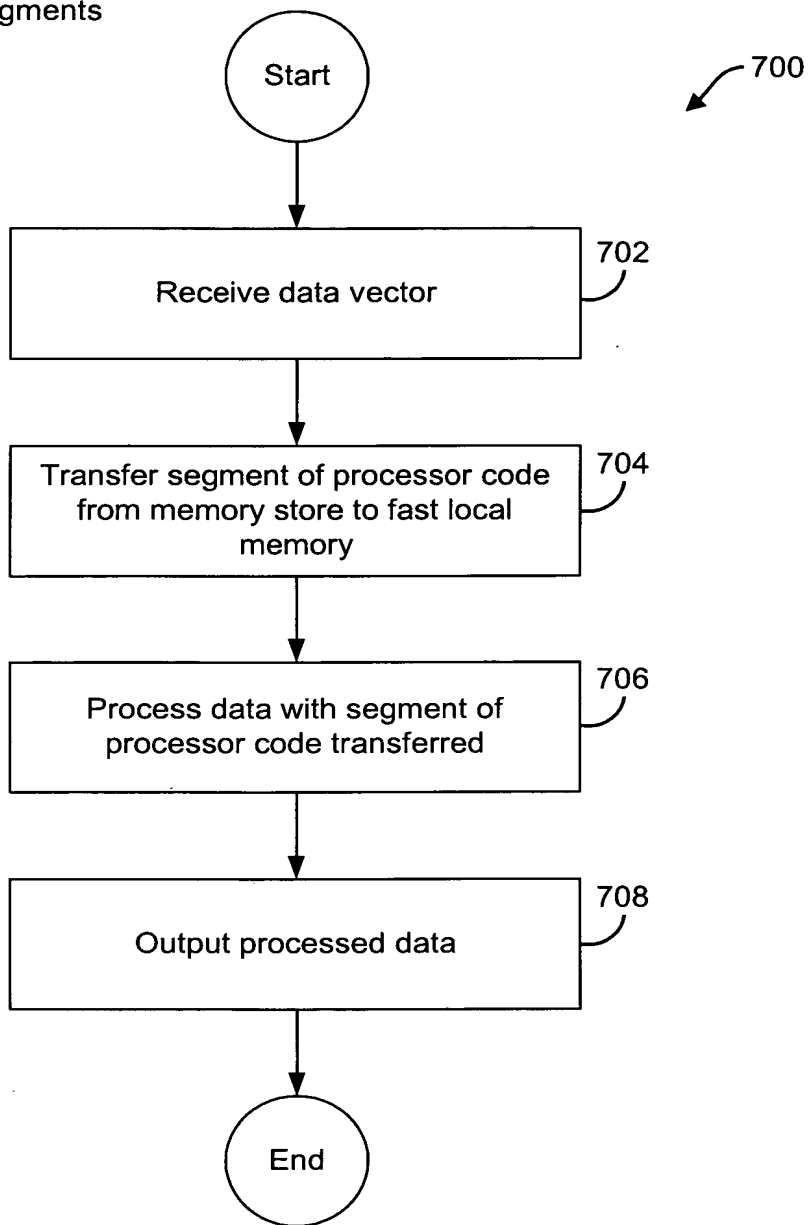 gments
Start
700
702
Receive data vector
704
Transfer segment of processor code
from memory store to fast local
memory
706
Process data with segment of
processor code transferred
708
Output processed data
End